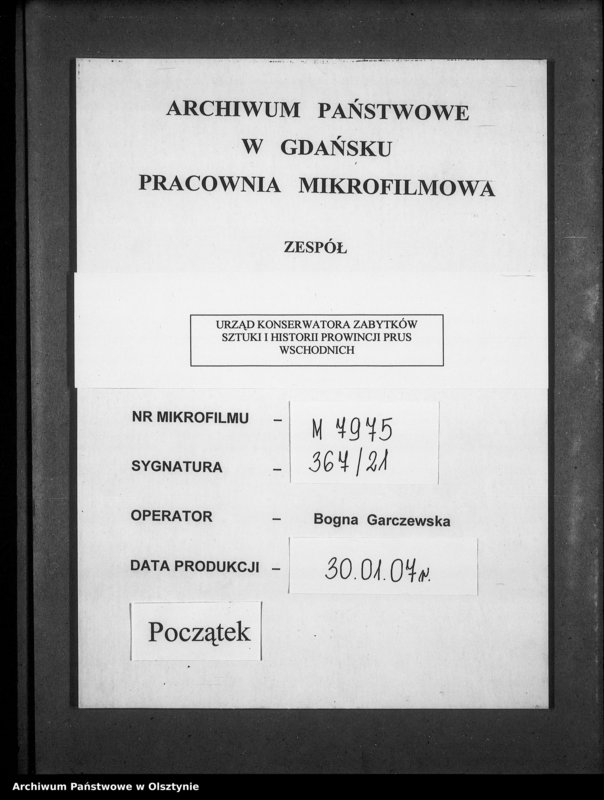 ARCHIWUM PAŃSTWOWE
W GDAŃSKU
PRACOWNIA MIKROFILMOWA
ZESPÓŁ
URZĄD KONSERWATORA ZABYTKÓW
SZTUKI I HISTORII PROWINCJI PRUS
WSCHODNICH
NR MIKROFILMU – M 7975
SYGNATURA – 367/21
OPERATOR – Bogna Garczewska
DATA PRODUKCJI – 30.01.07r.
Początek
Archiwum Państwowe w Olsztynie